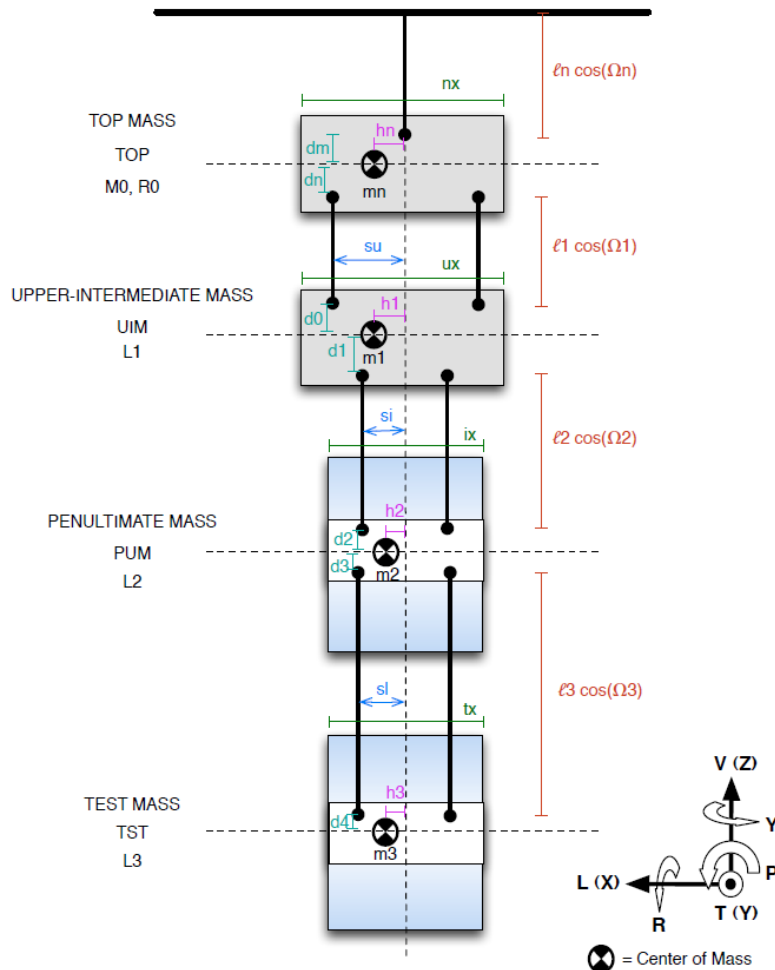 ℓn cos(Ωn)
nx
TOP MASS
TOP
M0, R0
hn
dm
dn
mn
su
ℓ1 cos(Ω1)
ux
UPPER-INTERMEDIATE MASS
UIM
L1
h1
d0
d1
m1
si
ℓ2 cos(Ω2)
ix
PENULTIMATE MASS
PUM
L2
h2
d2
d3
m2
sl
ℓ3 cos(Ω3)
tx
TEST MASS
TST
L3
h3
d4
m3
V (Z)
Y
P
L (X)
R
T (Y)
= Center of Mass